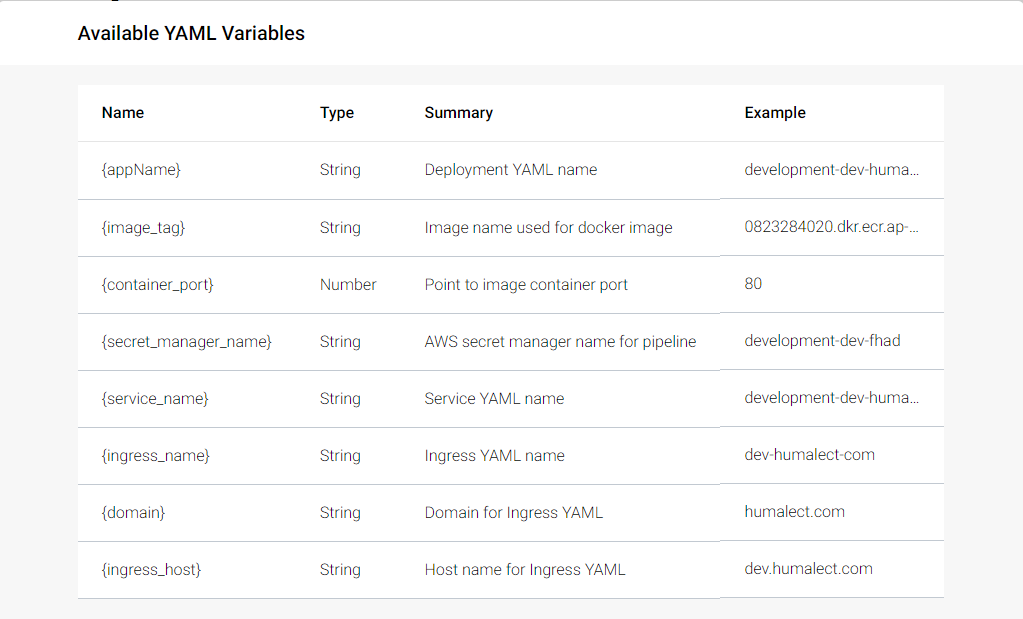 Available YAML Variables
Name Type Summary Example
{appName} String Deployment YAML name development-dev-huma...
{image_tag} String Image name used for docker image 0823284020.dkr.ecr.ap-...
{container_port} Number Point to image container port 80
{secret_manager_name} String AWS secret manager name for pipeline development-dev-fhad
{service_name} String Service YAML name development-dev-huma...
{ingress_name} String Ingress YAML name dev-humalect-com
{domain} String Domain for Ingress YAML humalect.com
{ingress_host} String Host name for Ingress YAML dev.humalect.com